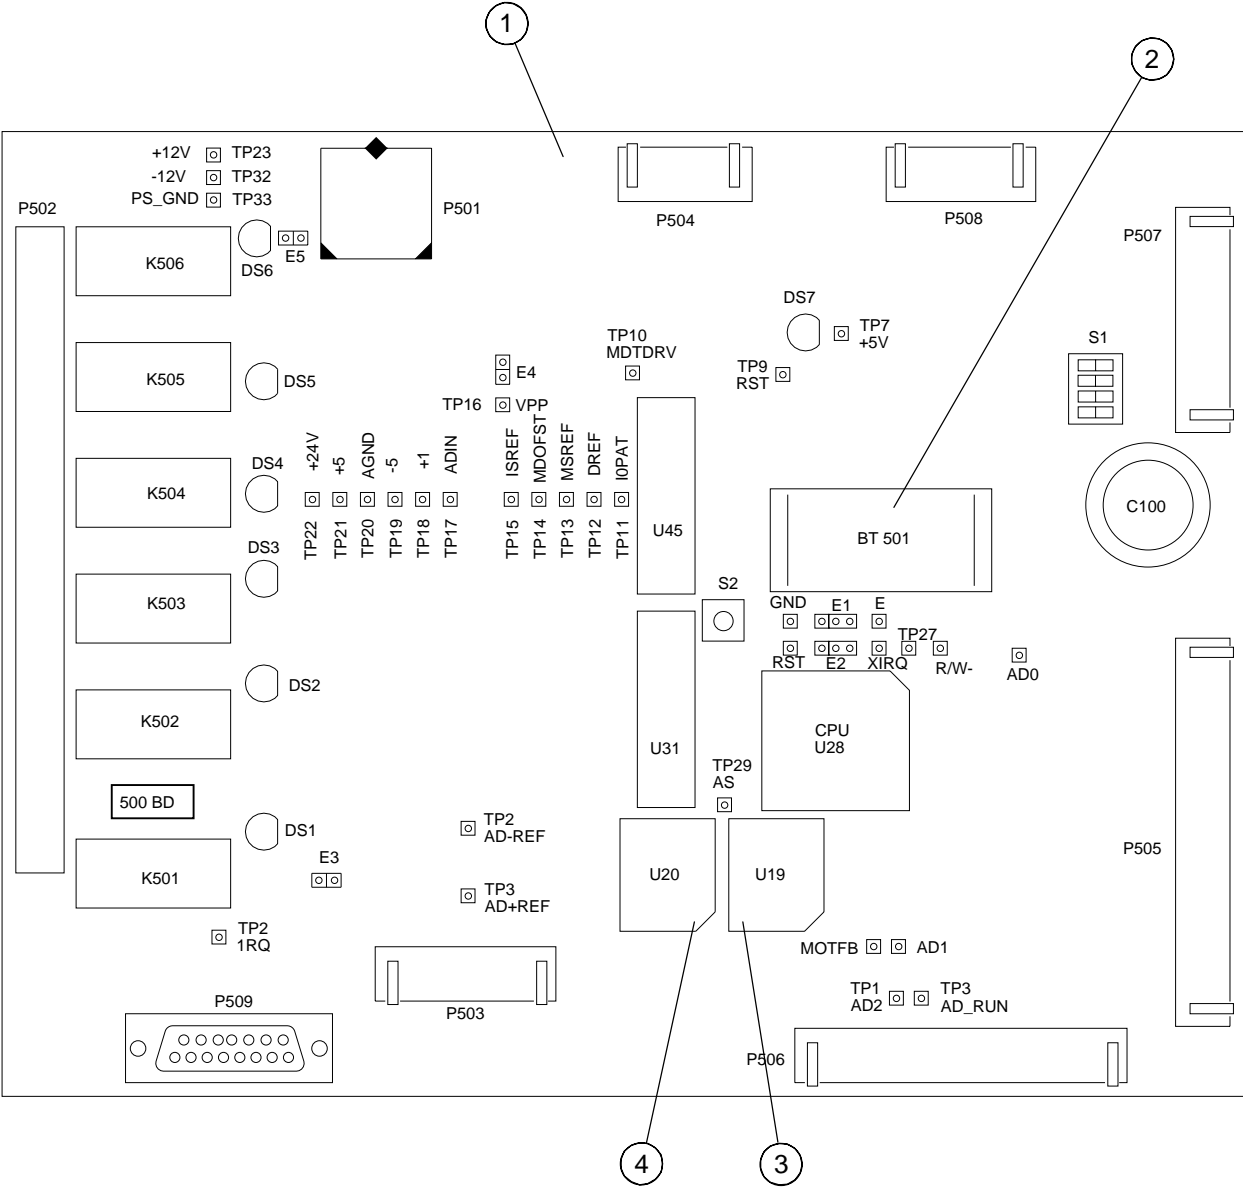 1
2
+12V TP23
-12V TP32
PS_GND TP33
P502
P501
P504
P508
P507
K506
DS6
E5
DS7
TP7
+5V
S1
TP10
MDTDRV
TP9
RST
K505
DS5
E4
TP16 VPP
K504
DS4
+24V
+5
AGND
-5
+1
ADIN
ISREF
MDOFST
MSREF
DREF
I0PAT
TP22
TP21
TP20
TP19
TP18
TP17
TP15
TP14
TP13
TP12
TP11
U45
BT 501
C100
DS3
K503
S2
GND E1 E
TP27
RST E2 XIRQ R/W-
AD0
DS2
K502
U31
CPU
U28
TP29
AS
500 BD
DS1
TP2
AD-REF
P505
E3
K501
U20
U19
TP3
AD+REF
TP2
1RQ
MOTFB AD1
TP1
AD2
TP3
AD_RUN
P509
P503
P506
4
3